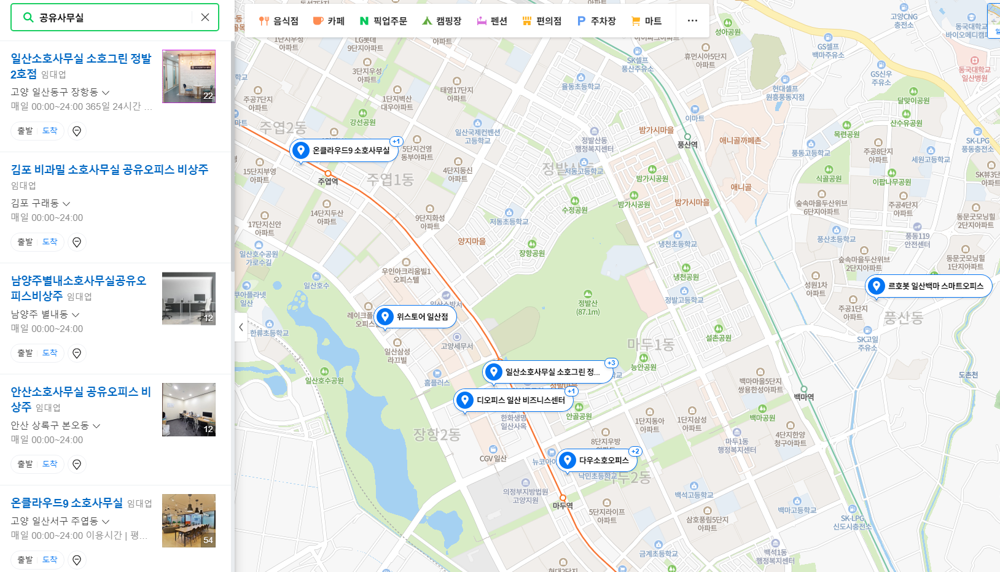 공유사무실
음식점
카페
픽업주문
캠핑장
펜션
편의점
주차장
마트
일산소호사무실 소호그린 정발
2호점 임대업
고양 일산동구 장항동
매일 00:00~24:00 365일 24시간 ...
22
출발 도착
김포 비과밀 소호사무실 공유오피스 비상주
임대업
김포 구래동
매일 00:00~24:00
출발 도착
남양주별내소호사무실공유오
피스비상주 임대업
남양주 별내동
매일 00:00~24:00
12
출발 도착
안산소호사무실 공유오피스 비
상주 임대업
안산 상록구 본오동
매일 00:00~24:00
12
출발 도착
온클라우드9 소호사무실 임대업
고양 일산서구 주엽동
매일 00:00~24:00 이용시간 | 평...
54
출발 도착
고양CNG
충전소
성아공원
동국대학교
바이오메디캠퍼
GS셀프
백마주유소
LG롯데
9단지아파트
휴먼시아5단지
아파트
SK셀프
풍산주유소
GS신우
주유소
동국대학교
일산병원
3단지우성
아파트
율동초등학교
현대셀프
원흥풍동지점
태영17단지
아파트
1단지벽산
대우아파트
주공7단지
아파트
달맞이공원
이마트
산수유공원
강선공원
주엽2동
일산국제컨벤션
고등학교
정발산동
행정복지센터
밤가시마을
목련공원
애니골까페촌
풍산역
SK-LPG
풍동충전소
풍동초등학교
주공8단지
아파트
세원고등학교
온클라우드9 소호사무실
+1
5단지건영
동부아파트
15단지부영
아파트
4단지동신
아파트
정발산동
저동고등학교
밤가시공원
식골공원
이팝나무공원
SK뷰3단
주엽역
주엽1동
애니골
밤가시공원
밤가시마을
숲속마을두산위브
6단지아파트
주공4단지
아파트
동문굿모닝힐
2단지아파트
14단지두산
아파트
9단지화성
아파트
수정공원
저동초등학교
17단지신안
아파트
양지마을
풍산초등학교
풍동119
안전센터
냉천초등학교
장항공원
일산호수공원
가로수길
숲속마을두산위브
2단지아파트
동문굿모닝힐
1단지아파트
우인아크리움빌1
오피스텔
냉천공원
일산호수
성원1차
아파트
르호봇 일산백마 스마트오피스
정발고등학교
정발산
(87.1m)
주공1단지
아파트
위스토어 일산점
풍산동
한류초등학교
설촌공원
SK고일
주유소
고양세무서
마두1동
일산삼성
라끄빌
능안공원
일산소호사무실 소호그린 정...
+3
일산호수공원
홈플러스
백마마을5단지
쌍용한성아파트
도촌천
디오피스 일산 비즈니스센터
+1
백마역
안골공원
한화생명
일산사옥
1단지동아
아파트
1단지삼성
아파트
백마공원
장항2동
8단지우방
4단지한양
청구아파트
마두1동
행정복지센터
CGV 일산
다우소호오피스
+2
낙민초등학교
의정부지방법원
고양지원
백석고등학교
마두역
5단지라이프
아파트
백마고등학교
삼호풍림5단지
아파트
SK-LPG
신도시충전소
금계초등학교
백석1동
행정복지센터
현대2단지